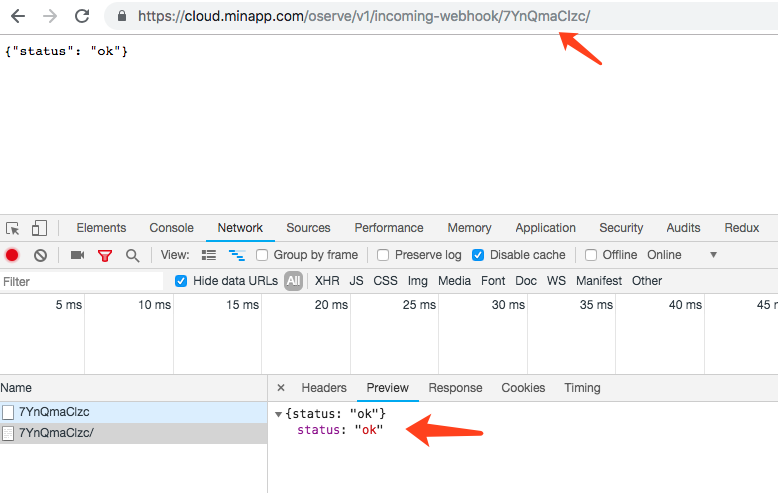 https://cloud.minapp.com/oserve/v1/incoming-webhook/7YnQmaClzc/
{"status": "ok"}
Elements Console Network Sources Performance Memory Application Security Audits Redux
View: Group by frame Preserve log Disable cache Offline Online
Filter Hide data URLs All XHR JS CSS Img Media Font Doc WS Manifest Other
5 ms 10 ms 15 ms 20 ms 25 ms 30 ms 35 ms 40 ms 45 m
Name × Headers Preview Response Cookies Timing
7YnQmaClzc
7YnQmaClzc/
{status: "ok"}
status: "ok"